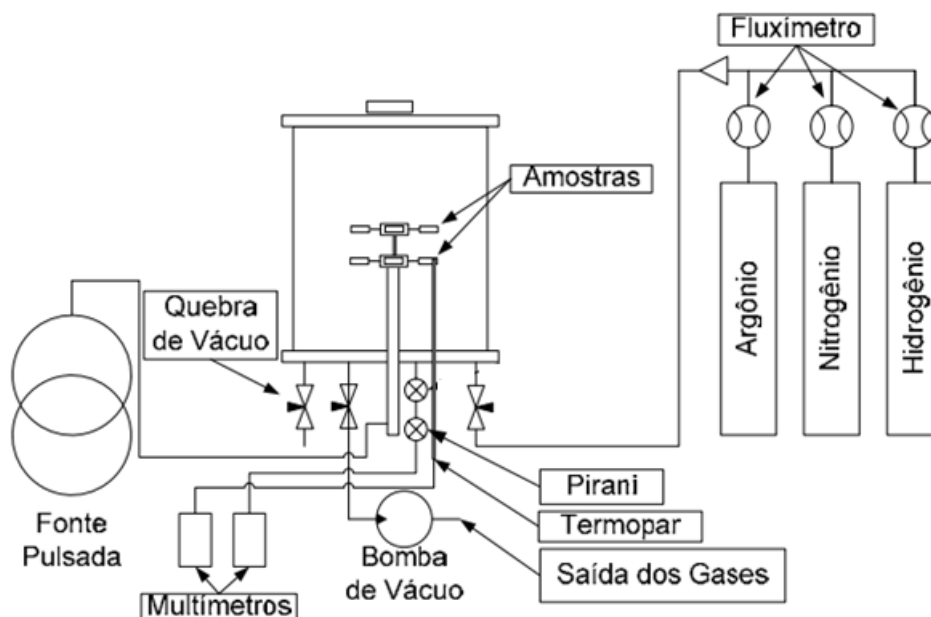 Fluxímetro
Amostras
Quebra
de Vácuo
Argônio
Nitrogênio
Hidrogênio
Fonte
Pulsada
Multímetros
Bomba
de Vácuo
Pirani
Termopar
Saída dos Gases